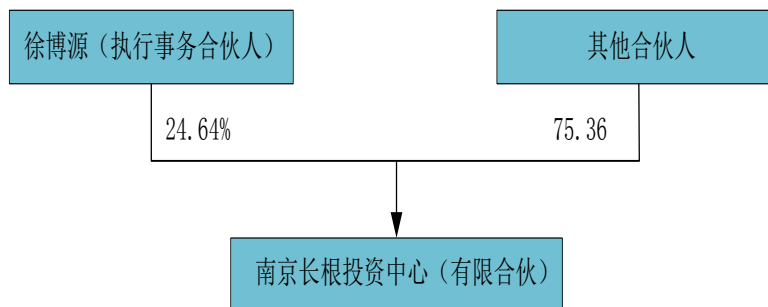 徐博源（执行事务合伙人）
其他合伙人
24.64%
75.36
南京长根投资中心（有限合伙）